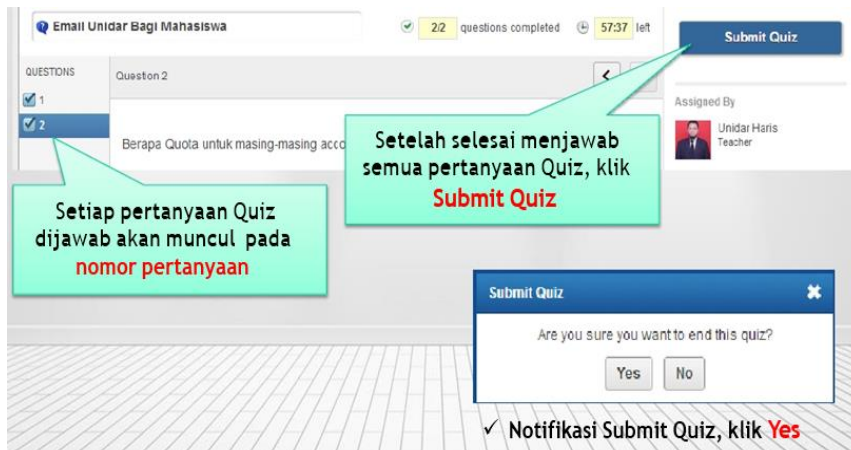 Email Unidar Bagi Mahasiswa
2/2 questions completed
57:37 left
Submit Quiz
QUESTIONS
1
2
Question 2
Berapa Quota untuk masing-masing
Assigned By
Unidar Haris
Teacher
Setelah selesai menjawab
semua pertanyaan Quiz, klik
Submit Quiz
Setiap pertanyaan Quiz
dijawab akan muncul pada
nomor pertanyaan
Submit Quiz
Are you sure you want to end this quiz?
Yes No
✓ Notifikasi Submit Quiz, klik Yes